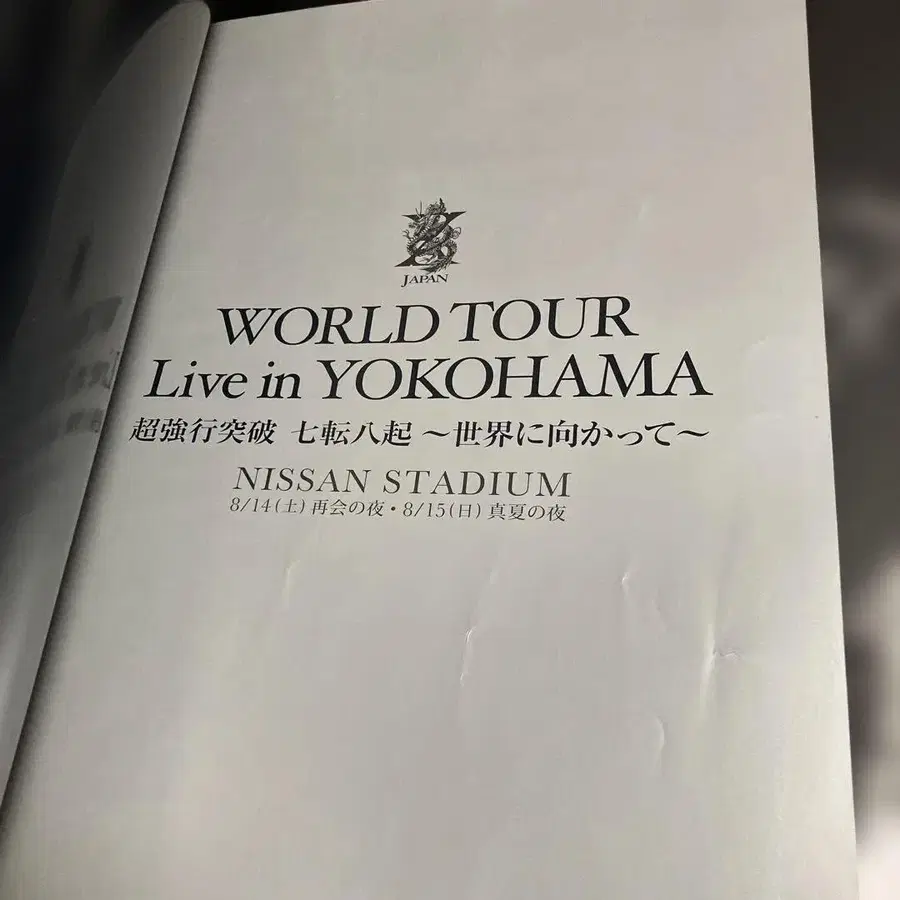 X
JAPAN
WORLD TOUR
Live in YOKOHAMA
超強行突破 七転八起 ～世界に向かって～
NISSAN STADIUM
8/14(土) 再会の夜・8/15(日) 真夏の夜